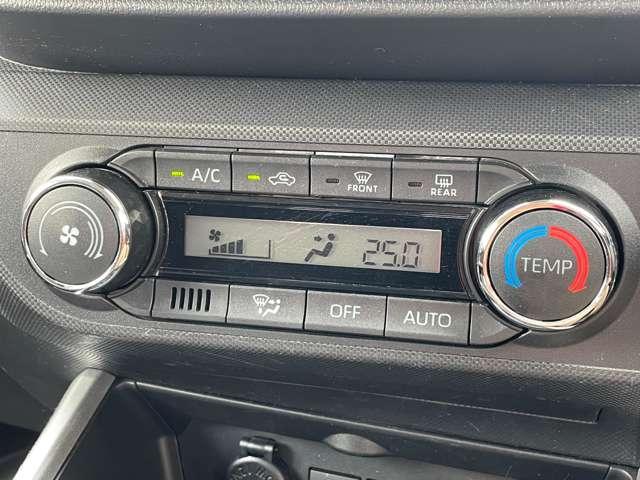 A/C
FRONT
REAR
25.0
TEMP
OFF
AUTO